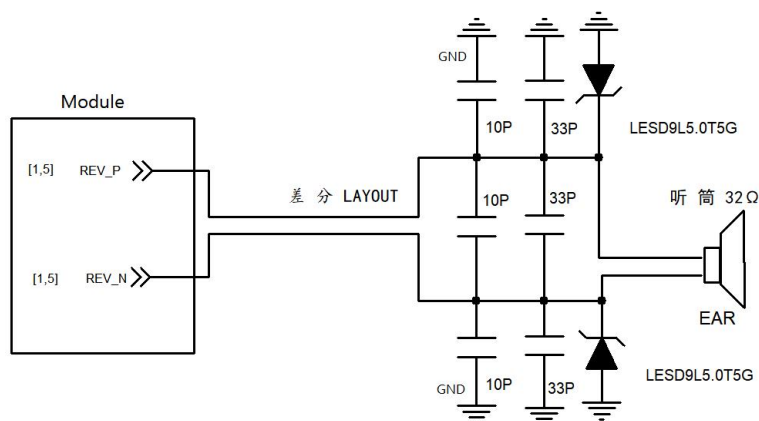 GND
Module
10P
33P
LESD9L5.0T5G
[1,5] REV_P
差 分 LAYOUT
10P
33P
听 筒 32Ω
[1,5] REV_N
EAR
GND
10P
33P
LESD9L5.0T5G